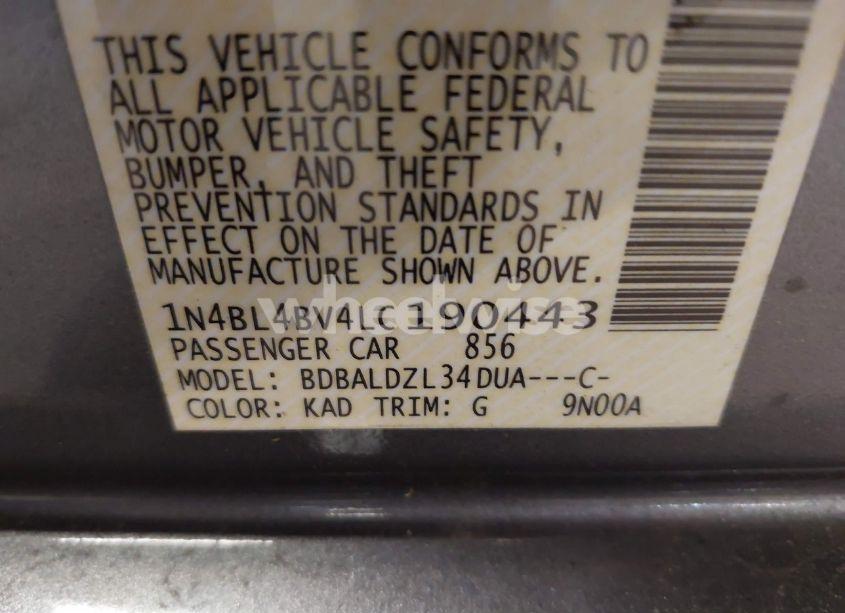 THIS VEHICLE CONFORMS TO
ALL APPLICABLE FEDERAL
MOTOR VEHICLE SAFETY,
BUMPER, AND THEFT
PREVENTION STANDARDS IN
EFFECT ON THE DATE OF
MANUFACTURE SHOWN ABOVE.
wheelwise
1N4BL4BV4LC190443
PASSENGER CAR 856
MODEL: BDBALDZL34DUA---C-
COLOR: KAD TRIM: G 9N00A